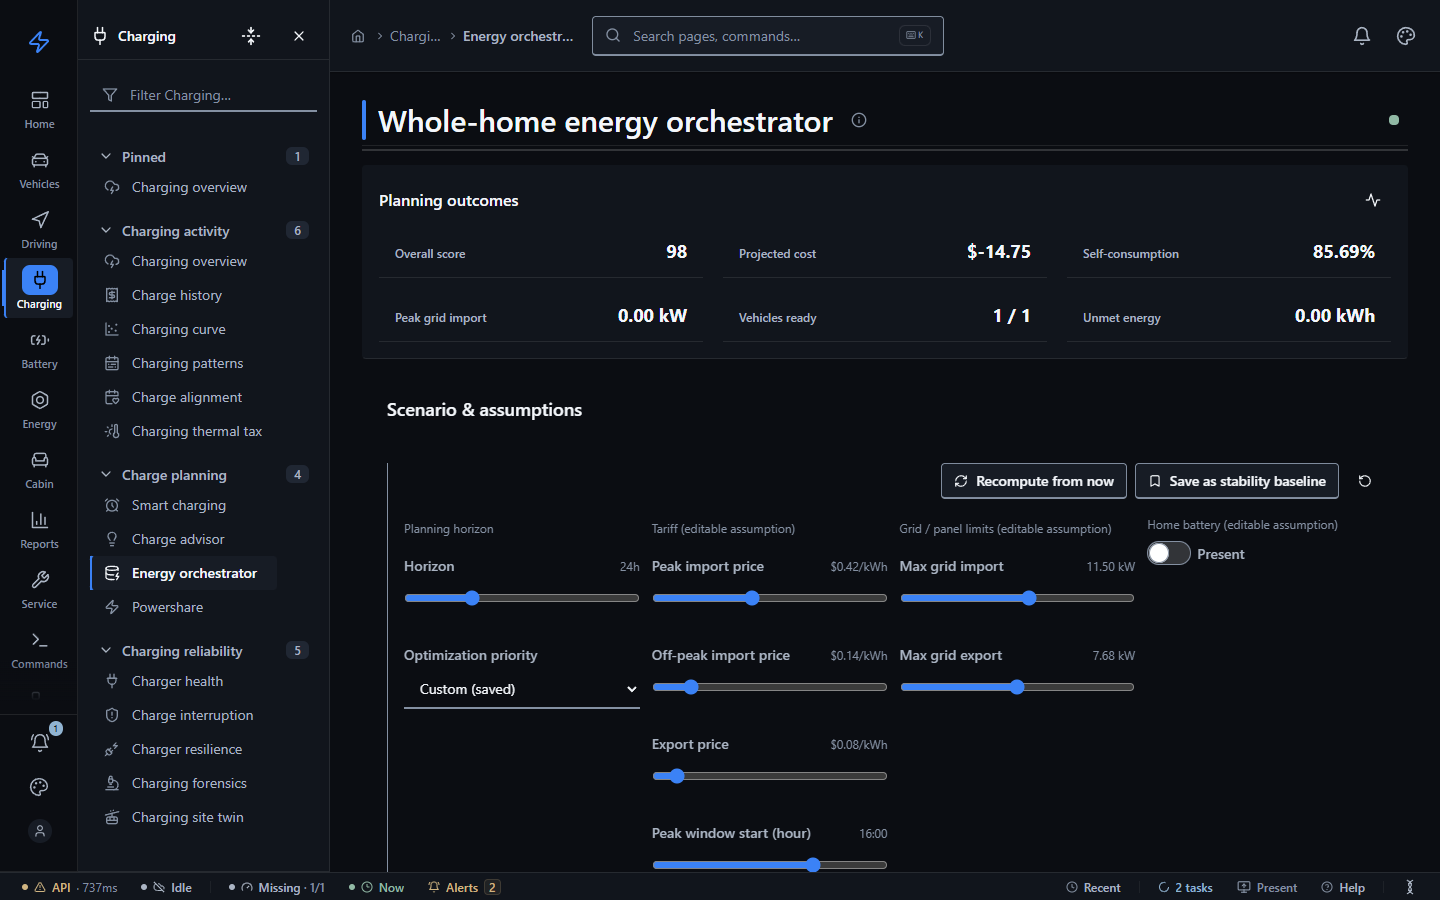 Charging
Chargi...
Energy orchestr...
Search pages, commands...
K
Home
Vehicles
Driving
Charging
Battery
Energy
Cabin
Reports
Service
Commands
1
Filter Charging...
Pinned
1
Charging overview
Charging activity
6
Charging overview
Charge history
Charging curve
Charging patterns
Charge alignment
Charging thermal tax
Charge planning
4
Smart charging
Charge advisor
Energy orchestrator
Powershare
Charging reliability
5
Charger health
Charge interruption
Charger resilience
Charging forensics
Charging site twin
Whole-home energy orchestrator
Planning outcomes
Overall score
98
Projected cost
$-14.75
Self-consumption
85.69%
Peak grid import
0.00 kW
Vehicles ready
1 / 1
Unmet energy
0.00 kWh
Scenario & assumptions
Recompute from now
Save as stability baseline
Planning horizon
Horizon
24h
Optimization priority
Custom (saved)
Tariff (editable assumption)
Peak import price
$0.42/kWh
Off-peak import price
$0.14/kWh
Export price
$0.08/kWh
Peak window start (hour)
16:00
Grid / panel limits (editable assumption)
Max grid import
11.50 kW
Max grid export
7.68 kW
Home battery (editable assumption)
Present
API · 737ms
Idle
Missing · 1/1
Now
Alerts 2
Recent
2 tasks
Present
Help